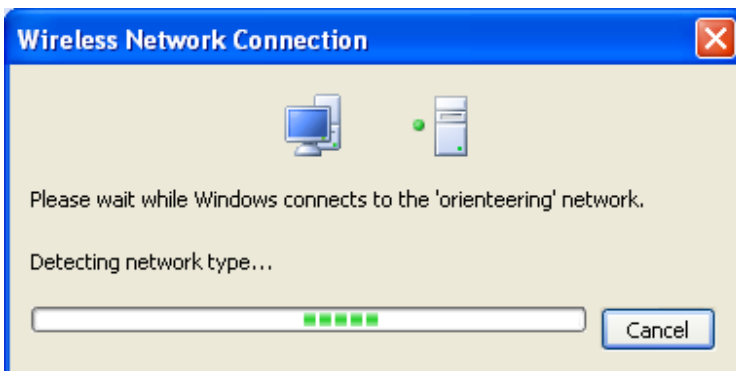 Wireless Network Connection
Please wait while Windows connects to the 'orienteering' network.
Detecting network type...
Cancel